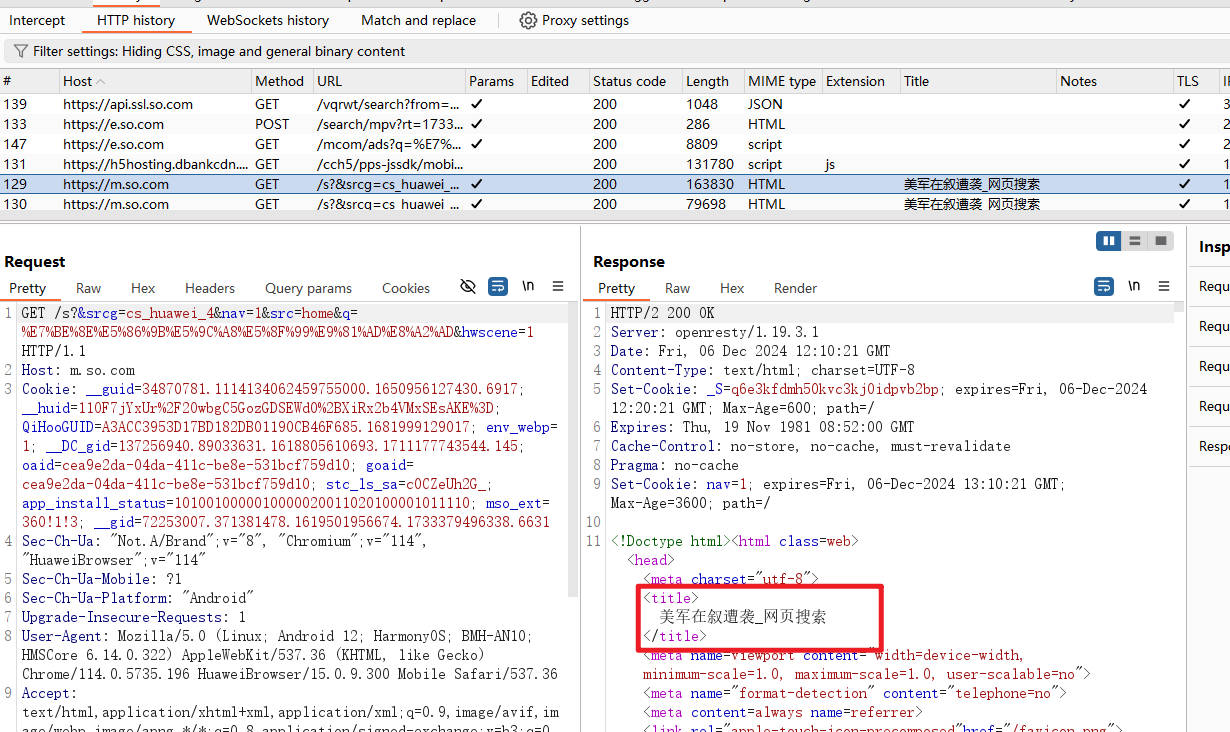 Intercept HTTP history WebSockets history Match and replace Proxy settings
Filter settings: Hiding CSS, image and general binary content
# Host Method URL Params Edited Status code Length MIME type Extension Title Notes TLS
139 https://api.ssl.so.com GET /vqrwt/search?from=... ✓ 200 1048 JSON ✓
133 https://e.so.com POST /search/mpv?rt=1733... ✓ 200 286 HTML ✓
147 https://e.so.com GET /mcom/ads?q=%E7%... ✓ 200 8809 script ✓
131 https://h5hosting.dbankcdn.... GET /cch5/pps-jssdk/mobi... 200 131780 script js ✓
129 https://m.so.com GET /s?&srcg=cs_huawei_... ✓ 200 163830 HTML 美军在叙遭袭_网页搜索 ✓
130 https://m.so.com GET /s?&srcg=cs_huawei_... ✓ 200 79698 HTML 美军在叙遭袭_网页搜索 ✓
Request
Pretty Raw Hex Headers Query params Cookies \n
1 GET /s?&srcg=cs_huawei_4&nav=1&src=home&q=
%E7%BE%8E%E5%86%9B%E5%9C%A8%E5%8F%99%E9%81%AD%E8%A2%AD&hwscene=1
HTTP/1.1
2 Host: m.so.com
3 Cookie: __guid=34870781.1114134062459755000.1650956127430.6917;
__huid=110F7jYxUr%2F20wbgC5GozGDSEWd0%2BXiRx2b4VMxSEsAKE%3D;
QiHooGUID=A3ACC3953D17BD182DB01190CB46F685.1681999129017; env_webp=
1; __DC_gid=137256940.89033631.1618805610693.1711177743544.145;
oaid=cea9e2da-04da-411c-be8e-531bcf759d10; goaid=
cea9e2da-04da-411c-be8e-531bcf759d10; stc_ls_sa=c0CZeUh2G_;
app_install_status=1010010000010000020011020100001011110; mso_ext=
360!1!3; __gid=72253007.371381478.1619501956674.1733379496338.6631
4 Sec-Ch-Ua: "Not.A/Brand";v="8", "Chromium";v="114",
"HuaweiBrowser";v="114"
5 Sec-Ch-Ua-Mobile: ?1
6 Sec-Ch-Ua-Platform: "Android"
7 Upgrade-Insecure-Requests: 1
8 User-Agent: Mozilla/5.0 (Linux; Android 12; HarmonyOS; BMH-AN10;
HMSCore 6.14.0.322) AppleWebKit/537.36 (KHTML, like Gecko)
Chrome/114.0.5735.196 HuaweiBrowser/15.0.9.300 Mobile Safari/537.36
9 Accept:
text/html,application/xhtml+xml,application/xml;q=0.9,image/avif,im
age/webp,image/apng,*/*;q=0.8,application/signed-exchange;v=b3;q=0
Response
Pretty Raw Hex Render \n
1 HTTP/2 200 OK
2 Server: openresty/1.19.3.1
3 Date: Fri, 06 Dec 2024 12:10:21 GMT
4 Content-Type: text/html; charset=UTF-8
5 Set-Cookie: _S=q6e3kfdmh50kvc3kj0idpvb2bp; expires=Fri, 06-Dec-2024
12:20:21 GMT; Max-Age=600; path=/
6 Expires: Thu, 19 Nov 1981 08:52:00 GMT
7 Cache-Control: no-store, no-cache, must-revalidate
8 Pragma: no-cache
9 Set-Cookie: nav=1; expires=Fri, 06-Dec-2024 13:10:21 GMT;
Max-Age=3600; path=/
10
11 <!Doctype html><html class=web>
<head>
<meta charset="utf-8">
<title>
美军在叙遭袭_网页搜索
</title>
<meta name=viewport content="width=device-width,
minimum-scale=1.0, maximum-scale=1.0, user-scalable=no">
<meta name="format-detection" content="telephone=no">
<meta content=always name=referrer>
<link rel="apple-touch-icon-precomposed"href="/favicon.png">
Insp
Requ
Requ
Requ
Requ
Respo